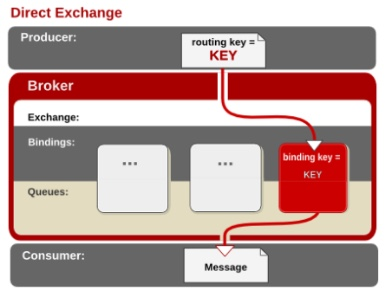 Direct Exchange
Producer:
routing key =
KEY
Broker
Exchange:
Bindings:
...
...
binding key =
KEY
Queues:
Consumer:
Message